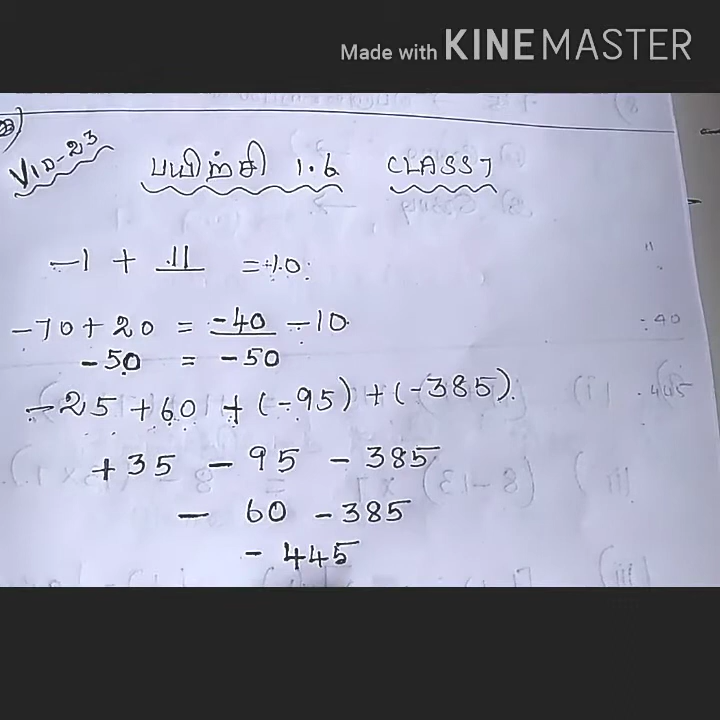 Made with KINEMASTER
VID-23 பயிற்சி 1.6 CLASS 7
-1 + 11 = +10
-70 + 20 = -40 - 10
-50 = -50
-25 + 60 + (-95) + (-385).
+35 - 95 - 385
- 60 - 385
- 445